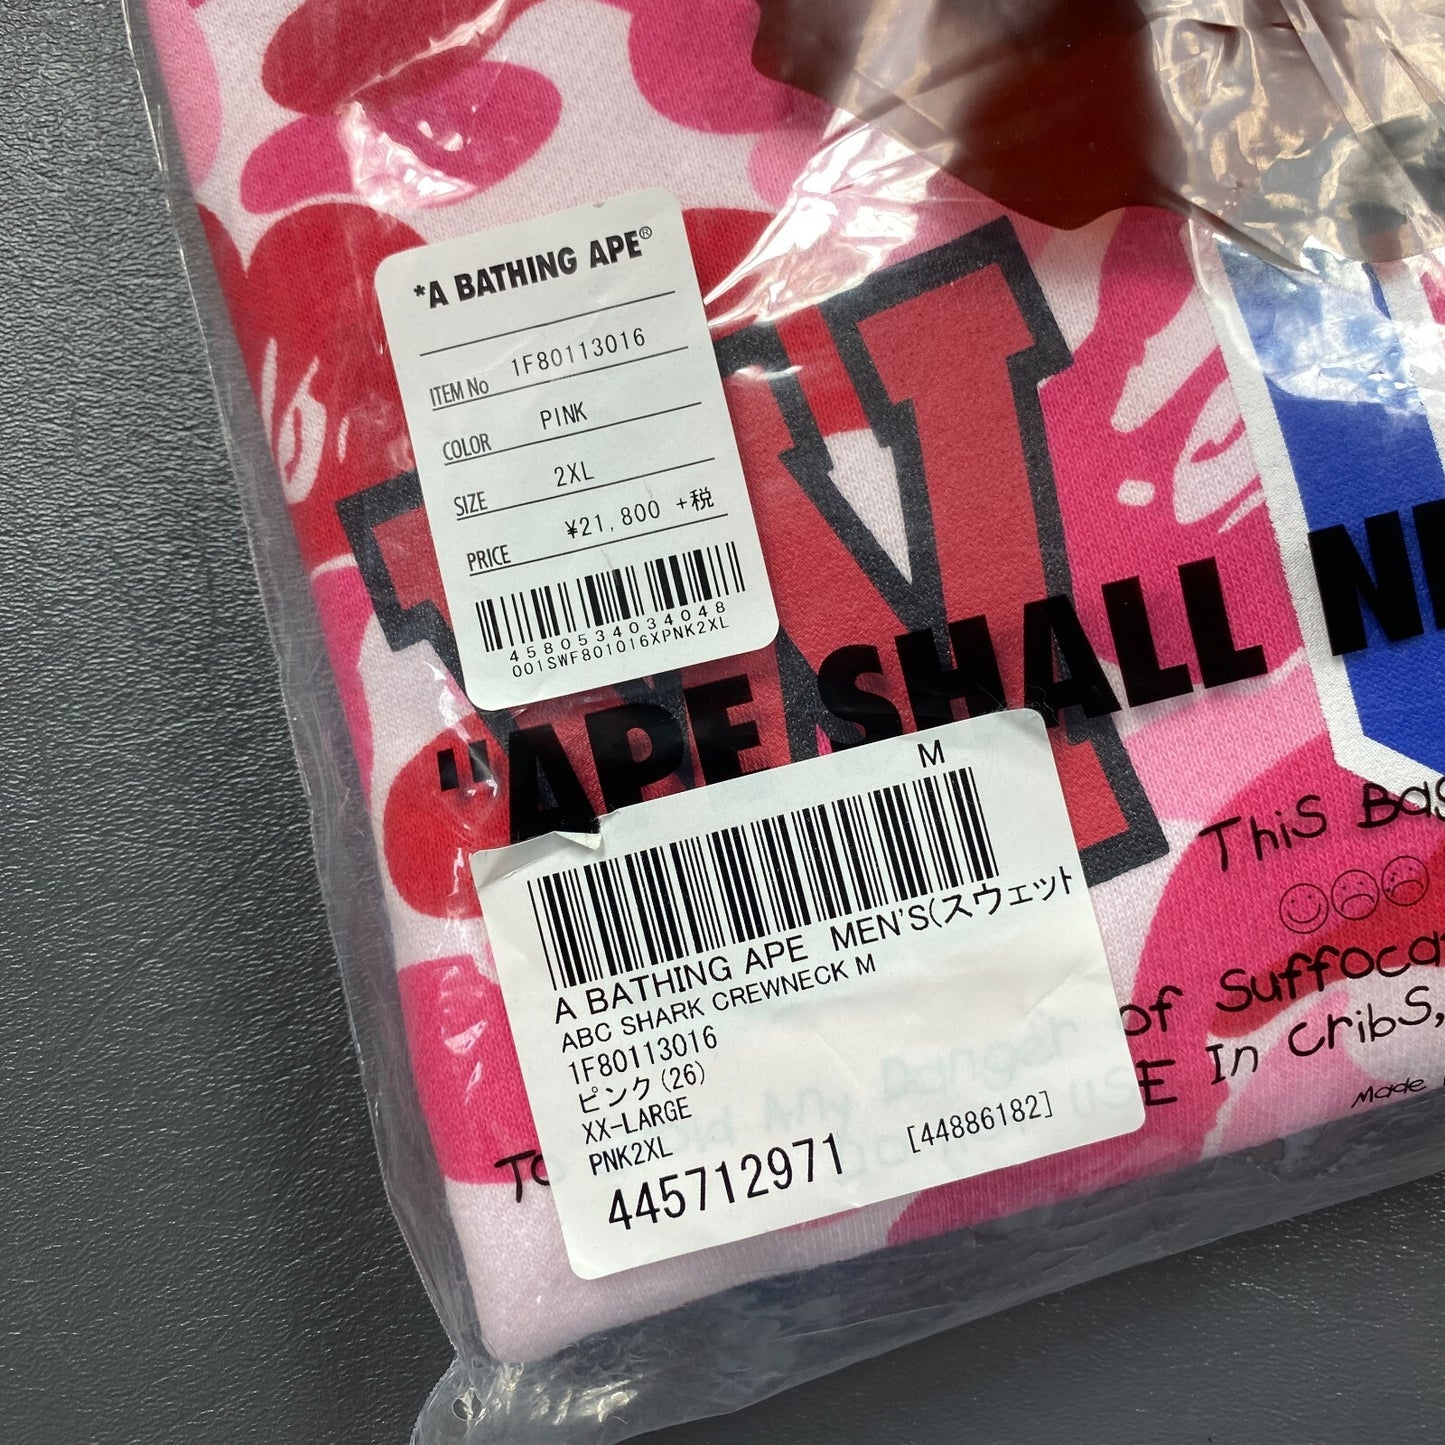 *A BATHING APE®
ITEM No 1F80113016
COLOR PINK
SIZE 2XL
PRICE ¥21,800 +税
4580534034048
001SWF801016XPNK2XL
"APE SHALL
M
A BATHING APE MEN'S(スウェット
ABC SHARK CREWNECK M
1F80113016
ピンク(26)
XX-LARGE
PNK2XL
445712971 [44886182]
This
of Suffoca
In Cribs,
Made